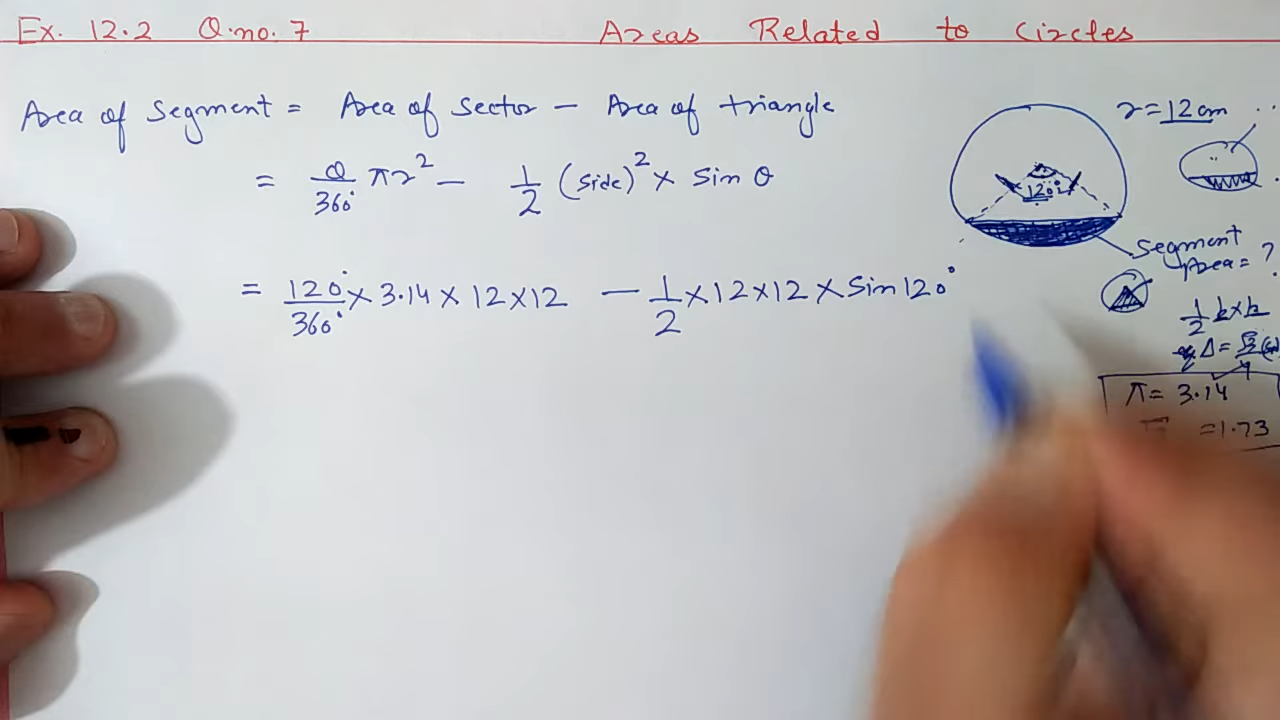 Ex. 12.2 Q.no. 7 Areas Related to Circles
Area of Segment = Area of Sector − Area of triangle
= θ/360° πr² − 1/2 (Side)² × Sin θ
= 120°/360° × 3.14 × 12×12 − 1/2 × 12×12 × Sin 120°
r = 12 cm
120°
Segment
Area = ?
1/2 b×h
Δ = √3/4
π = 3.14
= 1.73